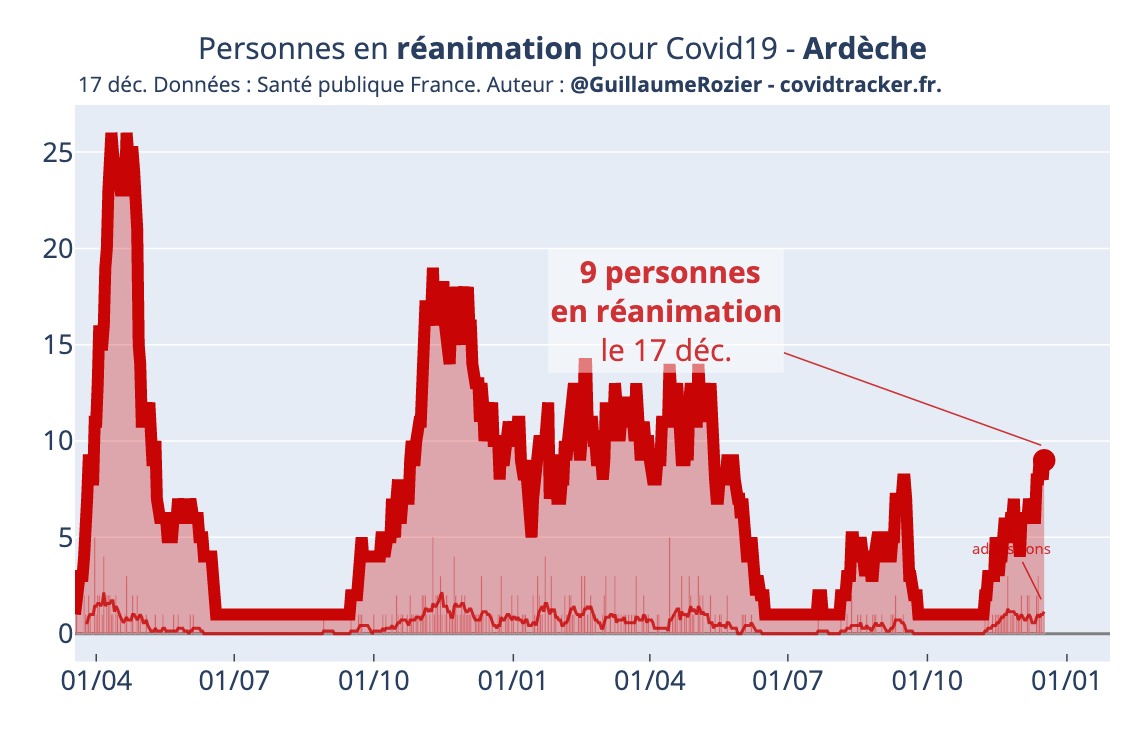 Personnes en réanimation pour Covid19 - Ardèche
17 déc. Données : Santé publique France. Auteur : @GuillaumeRozier - covidtracker.fr.
25
20
15
10
5
0
9 personnes
en réanimation
le 17 déc.
admissions
01/04 01/07 01/10 01/01 01/04 01/07 01/10 01/01